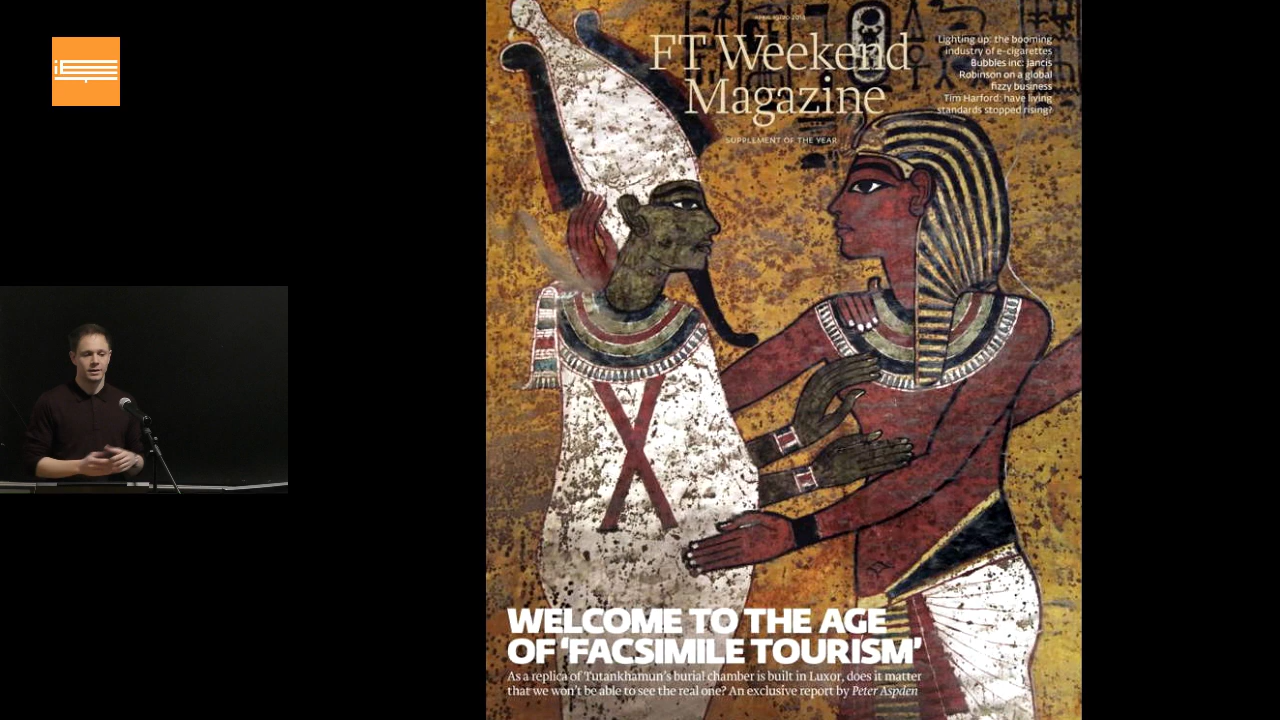 FT Weekend
Magazine
SUPPLEMENT OF THE YEAR
Lighting up: the booming
industry of e-cigarettes
Bubbles inc: Jancis
Robinson on a global
fizzy business
Tim Harford: have living
standards stopped rising?
WELCOME TO THE AGE
OF ‘FACSIMILE TOURISM’
As a replica of Tutankhamun’s burial chamber is built in Luxor, does it matter
that we won’t be able to see the real one? An exclusive report by Peter Aspden